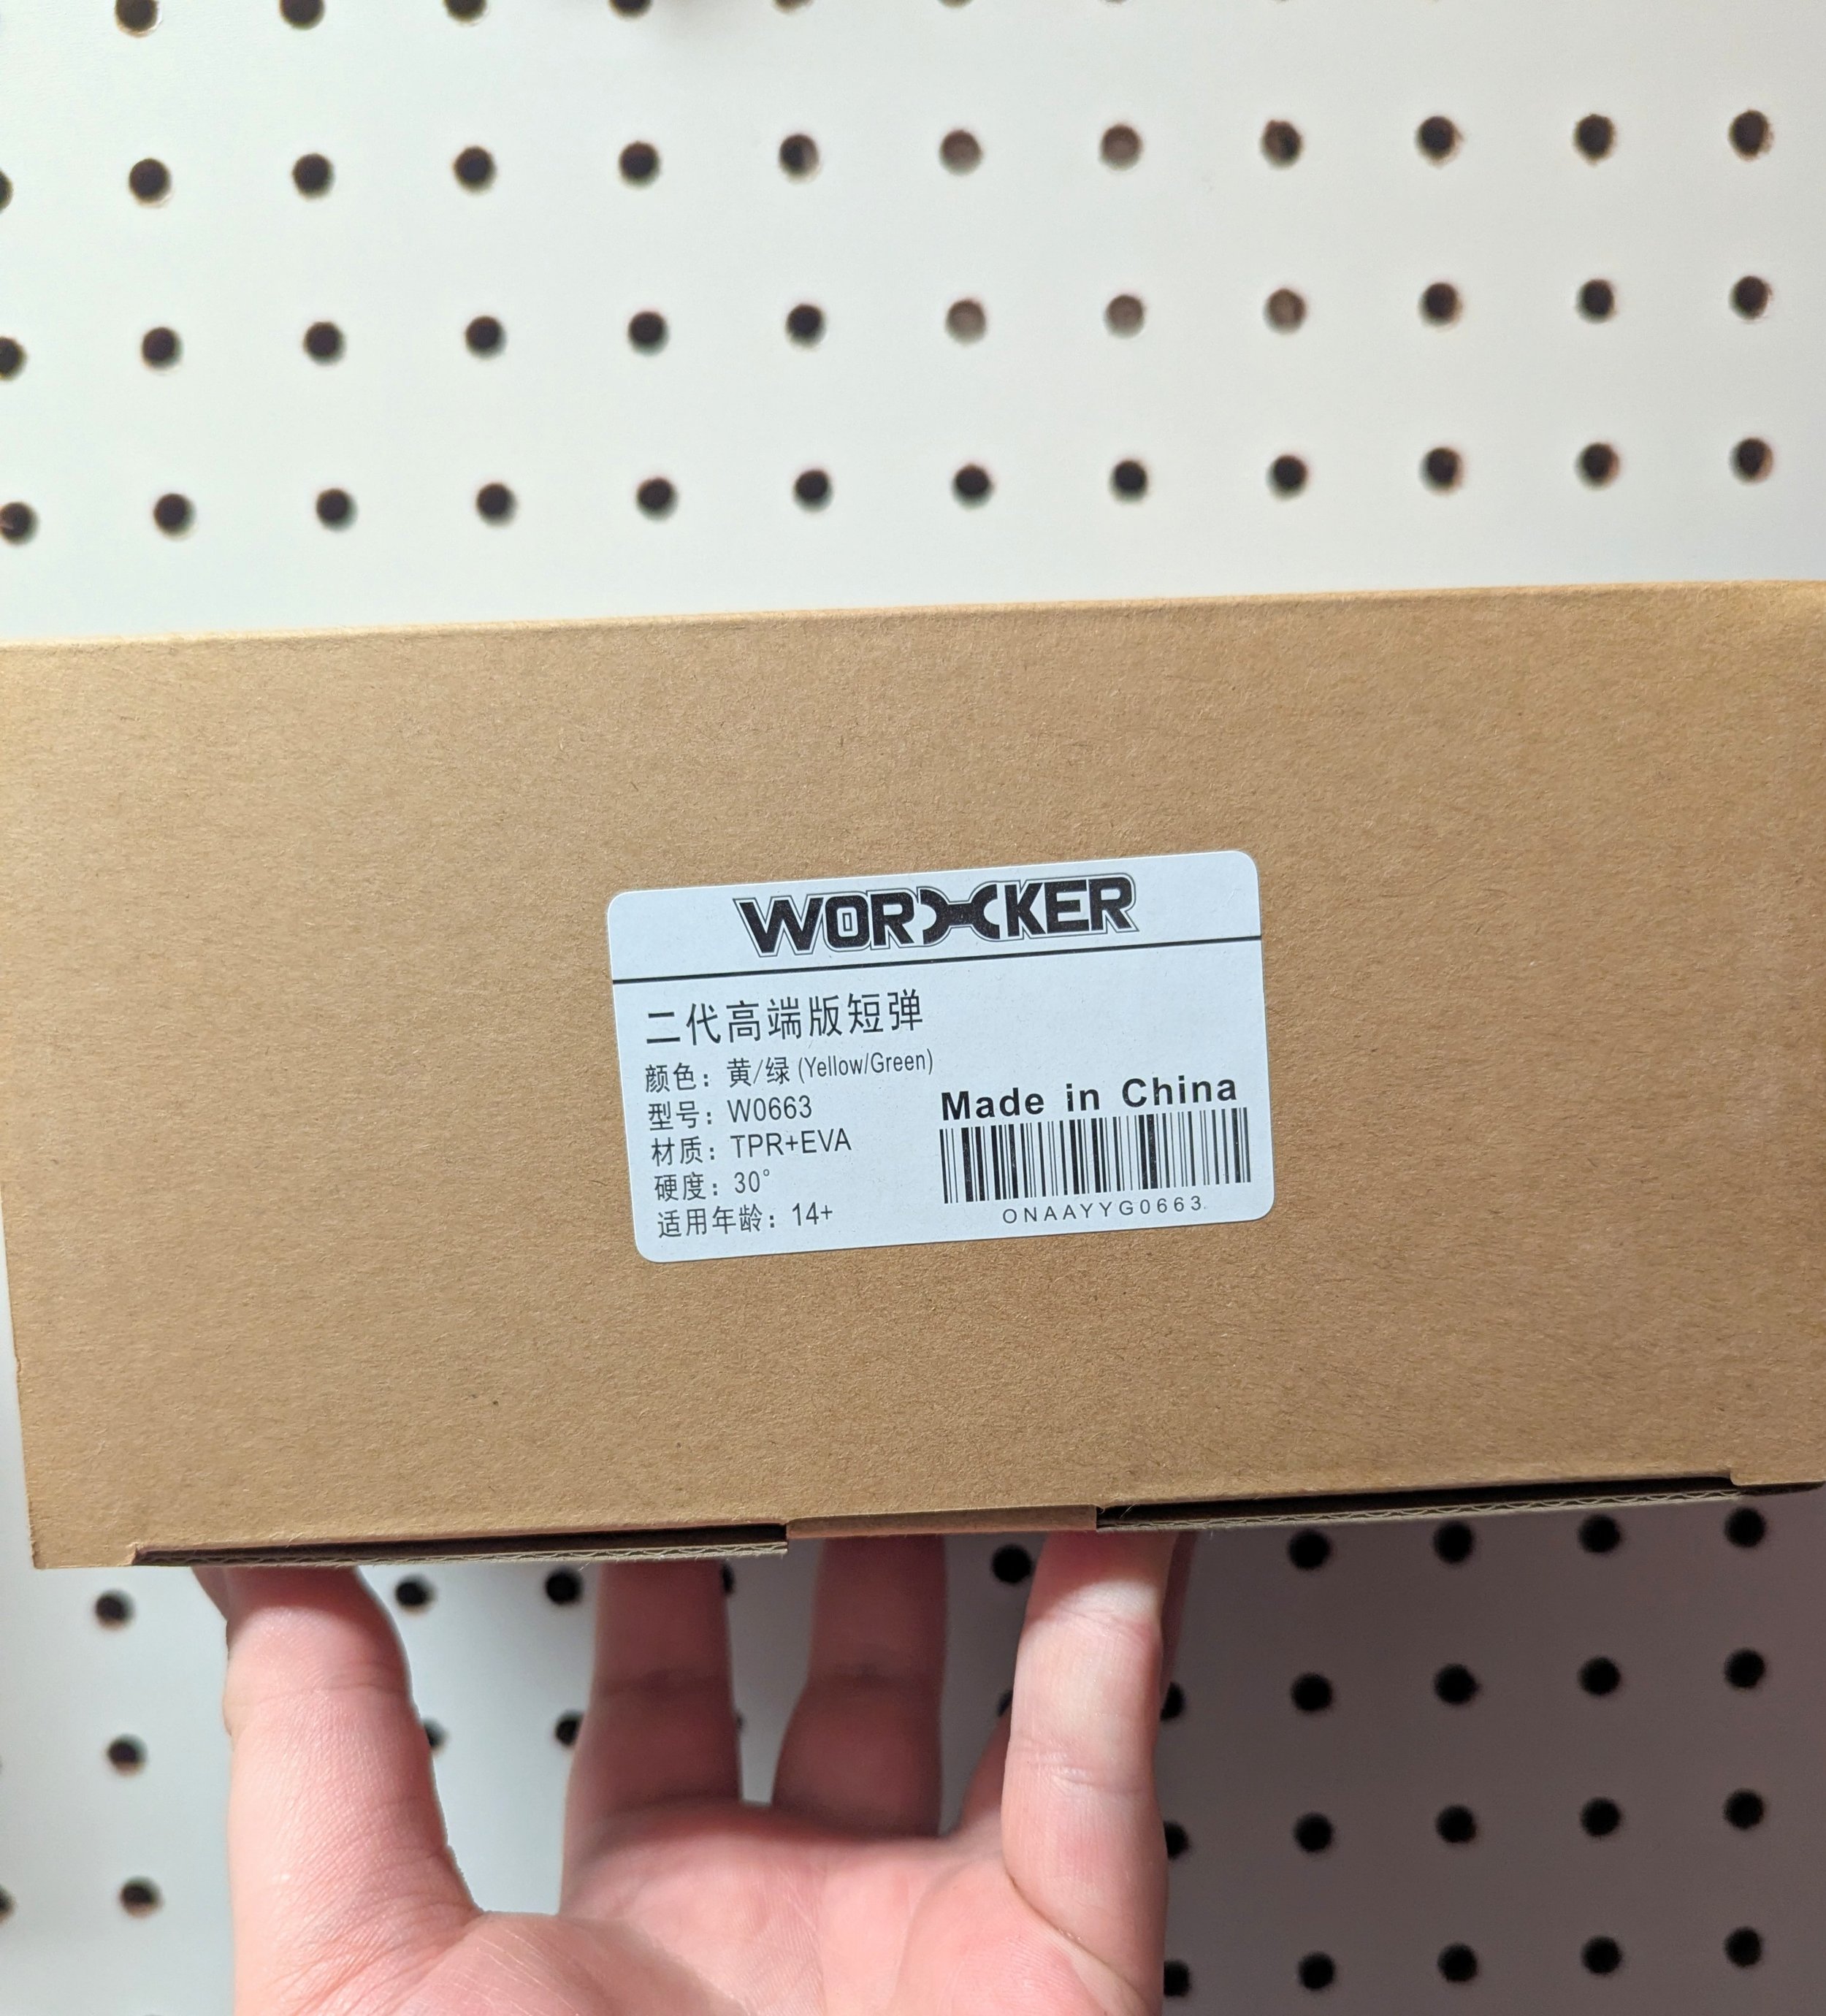 WORKER
二代高端版短弹
颜色：黄/绿 (Yellow/Green)
型号：W0663
材质：TPR+EVA
硬度：30°
适用年龄：14+
Made in China
ONAAYYG0663